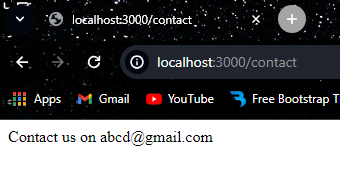 localhost:3000/contact
localhost:3000/contact
Apps Gmail YouTube Free Bootstrap T
Contact us on abcd@gmail.com